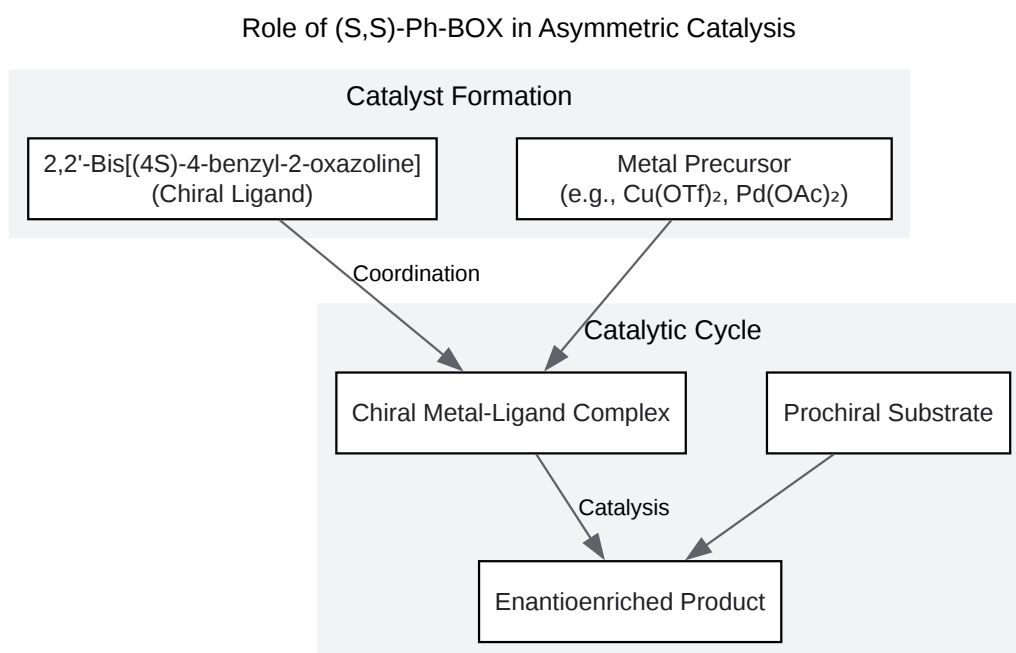 Role of (S,S)-Ph-BOX in Asymmetric Catalysis
Catalyst Formation
2,2'-Bis[(4S)-4-benzyl-2-oxazoline]
(Chiral Ligand)
Metal Precursor
(e.g., Cu(OTf)₂, Pd(OAc)₂)
Coordination
Catalytic Cycle
Chiral Metal-Ligand Complex
Prochiral Substrate
Catalysis
Enantioenriched Product